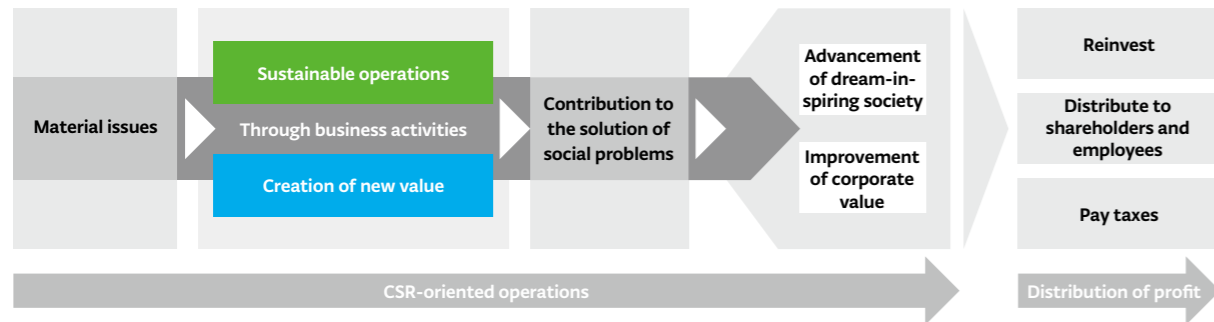 Material issues
Sustainable operations
Through business activities
Creation of new value
Contribution to
the solution of
social problems
Advancement
of dream-in-
spiring society
Improvement
of corporate
value
Reinvest
Distribute to
shareholders and
employees
Pay taxes
CSR-oriented operations
Distribution of profit